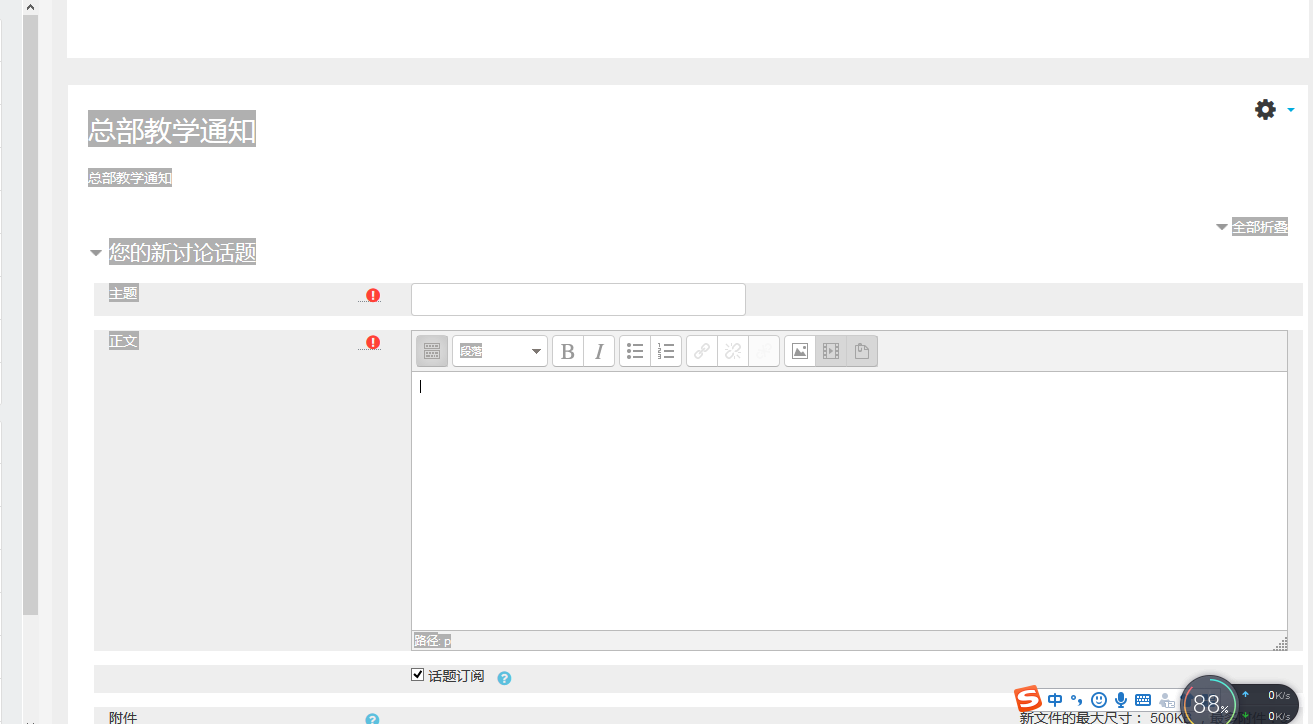 总部教学通知
总部教学通知
全部折叠
您的新讨论话题
主题
正文
段落
B I
路径: p
话题订阅
附件
新文件的最大尺寸： 500K
中
88%
0K/s
0K/s